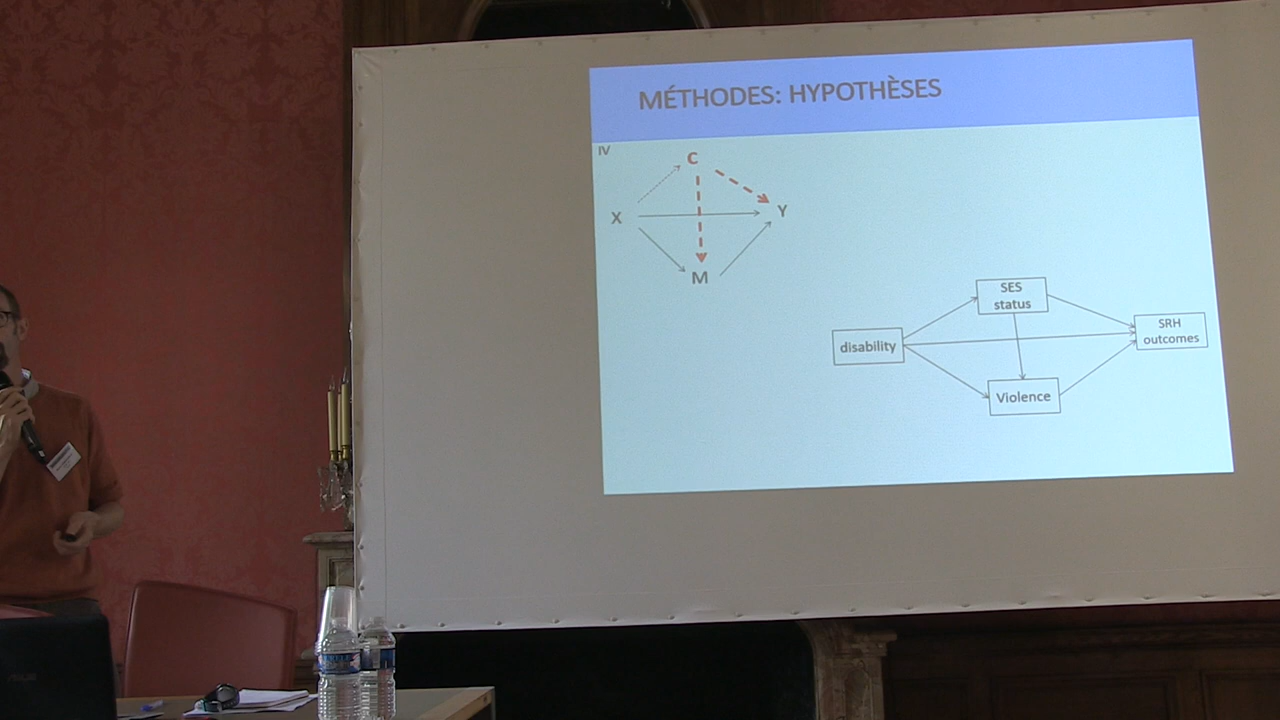 MÉTHODES: HYPOTHÈSES
IV
C
X
Y
M
SES
status
disability
SRH
outcomes
Violence